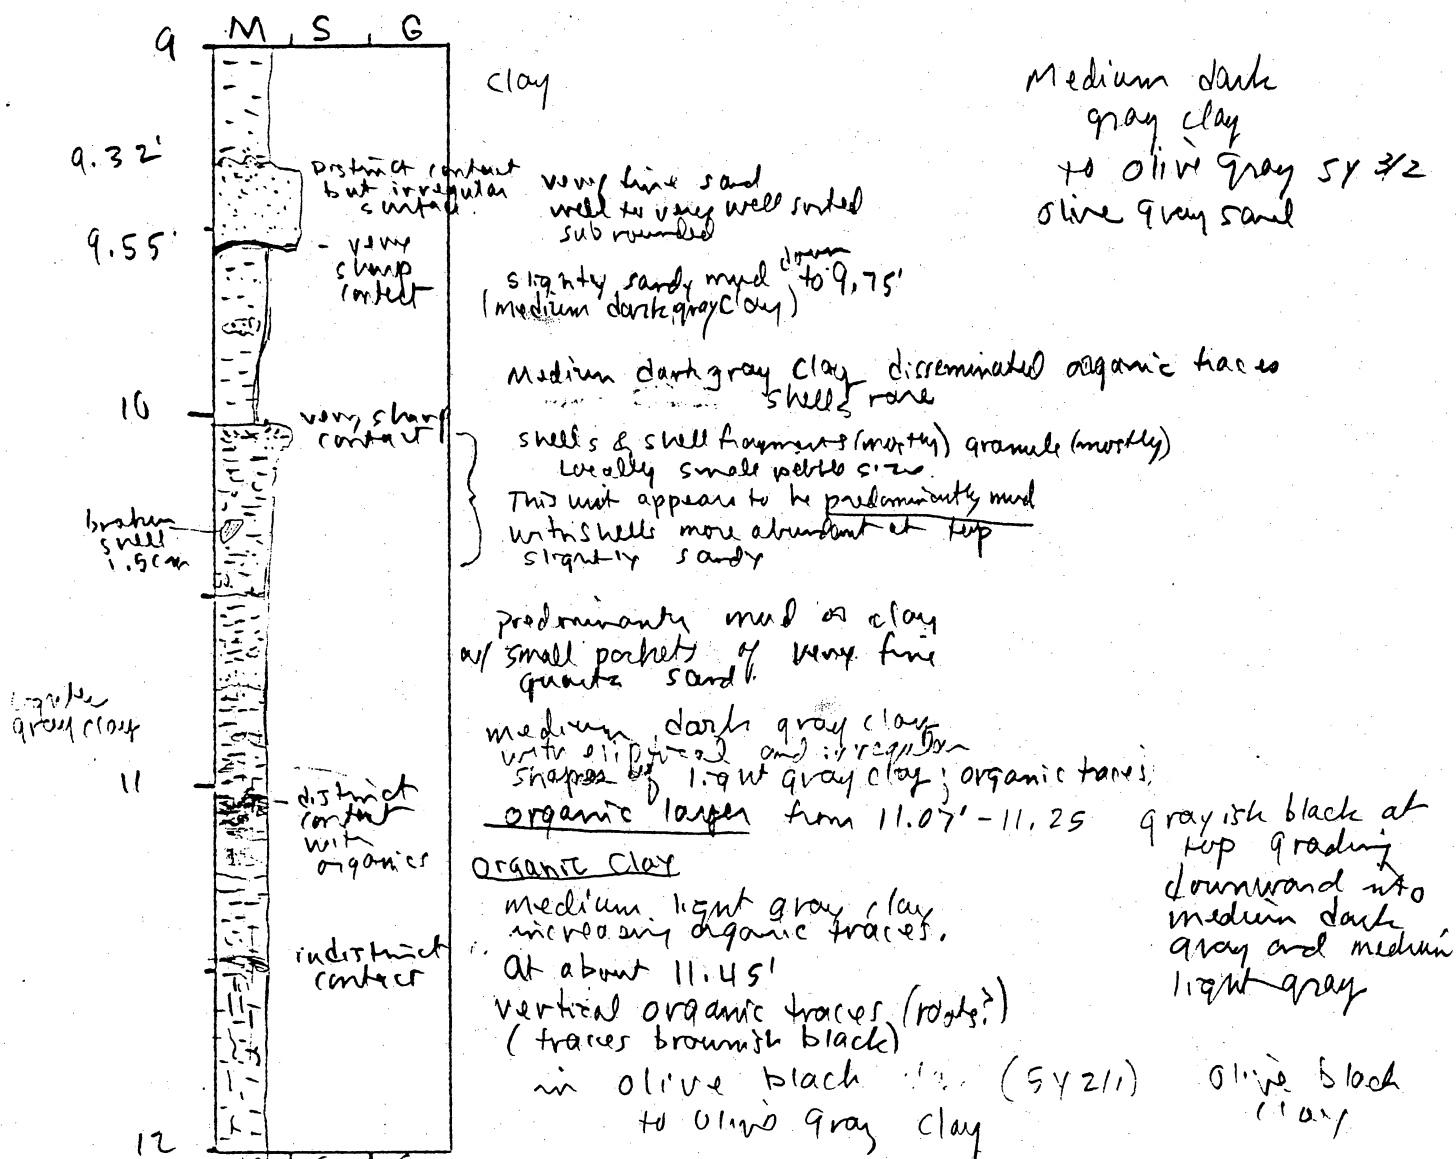 M S G
9
clay
Medium dark
gray clay
to olive gray 5Y 3/2
olive gray sand
9.32'
Distinct contact
but irregular
surface
very fine sand
well to very well sorted
subrounded
9.55'
- very
sharp
contact
slightly sandy mud down to 9.75'
(medium dark gray clay)
Medium dark gray clay disseminated organic traces
shells rare
10
very sharp
contact
shells & shell fragments (mostly) granule (mostly)
Locally small pebble size
This unit appears to be predominantly mud
with shells more abundant at top
slightly sandy
broken
shell
1.5cm
predominantly mud or clay
w/ small pockets of very fine
quartz sand.
gray clay
medium dark gray clay
with eliptical and irregular
shapes of light gray clay; organic traces
11
- distinct
contact
with
organics
organic layer from 11.07' - 11.25
grayish black at
top grading
downward into
medium dark
gray and medium
light gray
Organic Clay
medium light gray clay
increasing organic traces.
indistinct
contact
At about 11.45'
vertical organic traces (roots?)
(traces brownish black)
in olive black (5Y 2/1)
to olive gray clay
olive black
clay
12